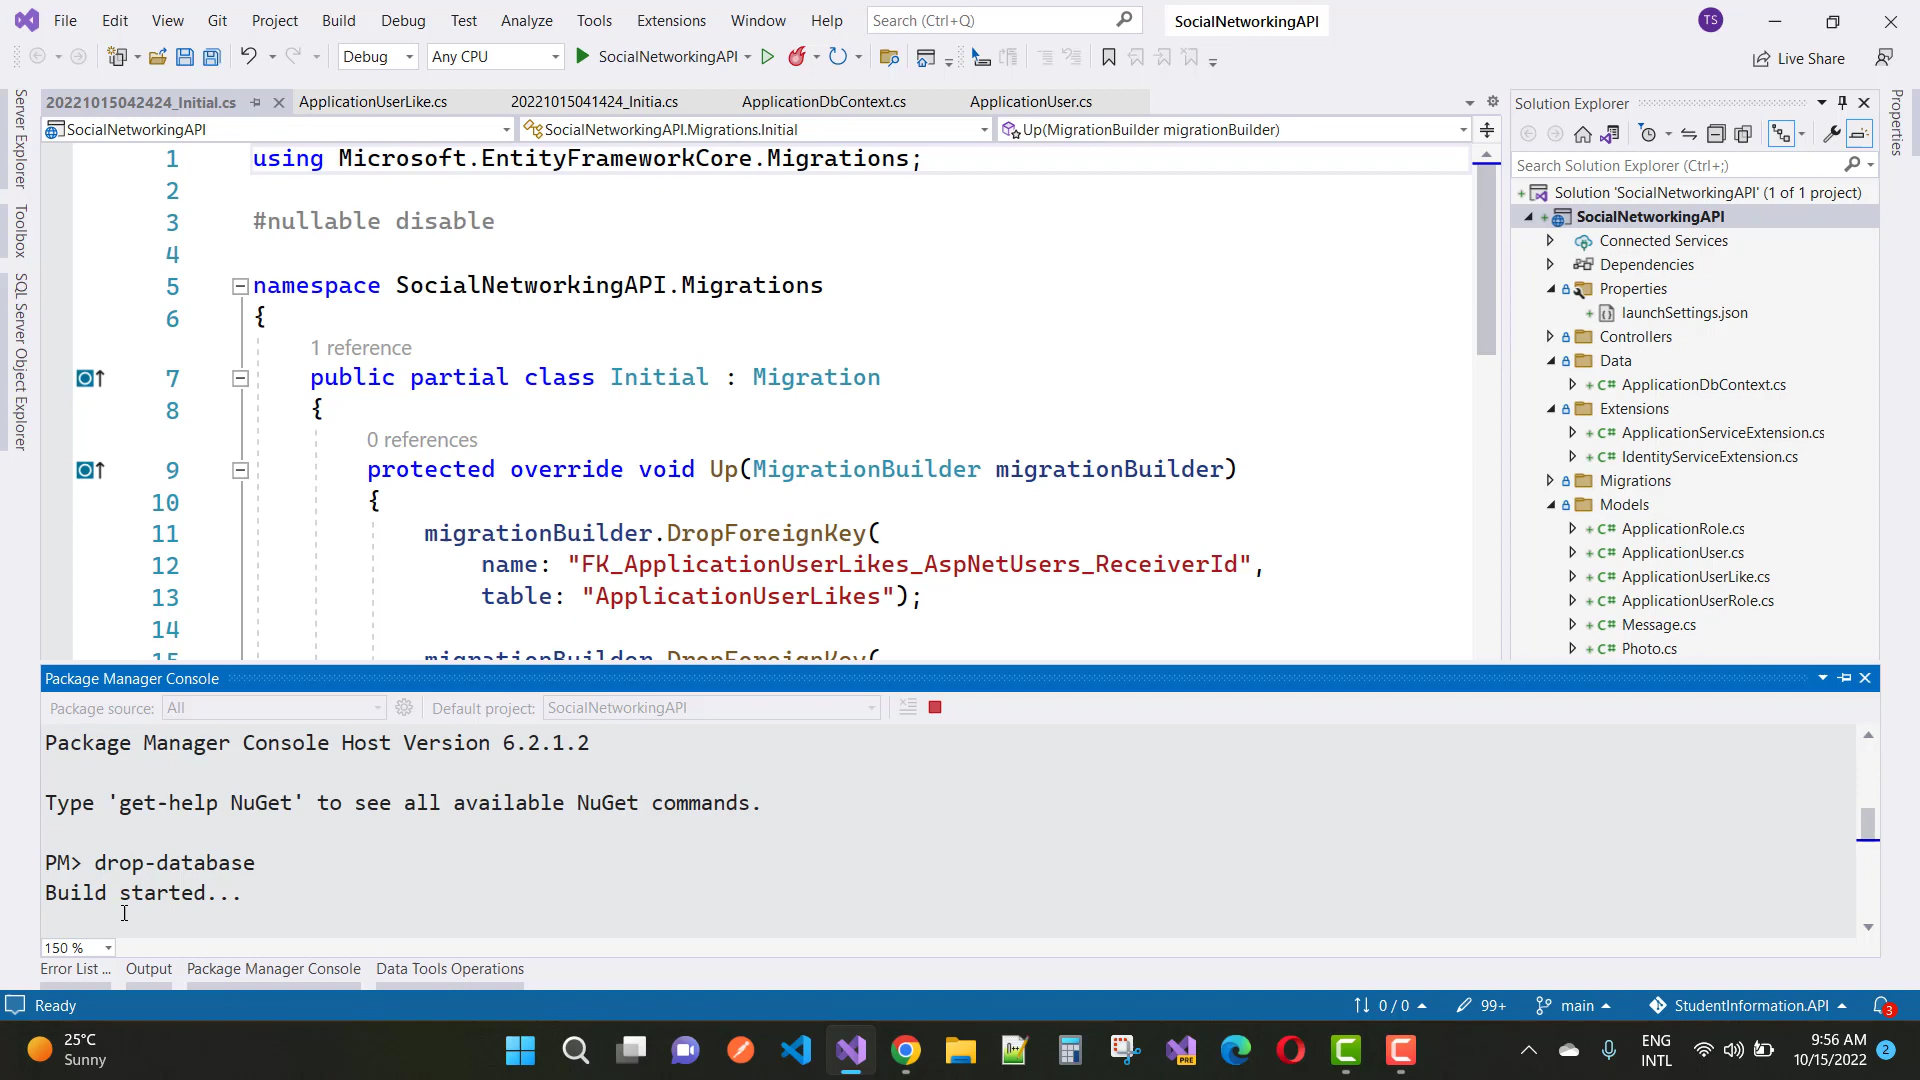 File Edit View Git Project Build Debug Test Analyze Tools Extensions Window Help Search (Ctrl+Q) SocialNetworkingAPI TS
Debug Any CPU SocialNetworkingAPI Live Share
20221015042424_Initial.cs ApplicationUserLike.cs 20221015041424_Initia.cs ApplicationDbContext.cs ApplicationUser.cs
SocialNetworkingAPI SocialNetworkingAPI.Migrations.Initial Up(MigrationBuilder migrationBuilder)
Server Explorer
Toolbox
SQL Server Object Explorer
1 using Microsoft.EntityFrameworkCore.Migrations;
2
3 #nullable disable
4
5 namespace SocialNetworkingAPI.Migrations
6 {
1 reference
7 public partial class Initial : Migration
8 {
0 references
9 protected override void Up(MigrationBuilder migrationBuilder)
10 {
11 migrationBuilder.DropForeignKey(
12 name: "FK_ApplicationUserLikes_AspNetUsers_ReceiverId",
13 table: "ApplicationUserLikes");
14
15 migrationBuilder.DropForeignKey(
Solution Explorer
Search Solution Explorer (Ctrl+;)
Solution 'SocialNetworkingAPI' (1 of 1 project)
SocialNetworkingAPI
Connected Services
Dependencies
Properties
launchSettings.json
Controllers
Data
C# ApplicationDbContext.cs
Extensions
C# ApplicationServiceExtension.cs
C# IdentityServiceExtension.cs
Migrations
Models
C# ApplicationRole.cs
C# ApplicationUser.cs
C# ApplicationUserLike.cs
C# ApplicationUserRole.cs
C# Message.cs
C# Photo.cs
Properties
Package Manager Console
Package source: All Default project: SocialNetworkingAPI
Package Manager Console Host Version 6.2.1.2
Type 'get-help NuGet' to see all available NuGet commands.
PM> drop-database
Build started...
150 %
Error List ... Output Package Manager Console Data Tools Operations
Ready 0 / 0 99+ main StudentInformation.API 3
25°C
Sunny
PRE
ENG
INTL
9:56 AM
10/15/2022
2